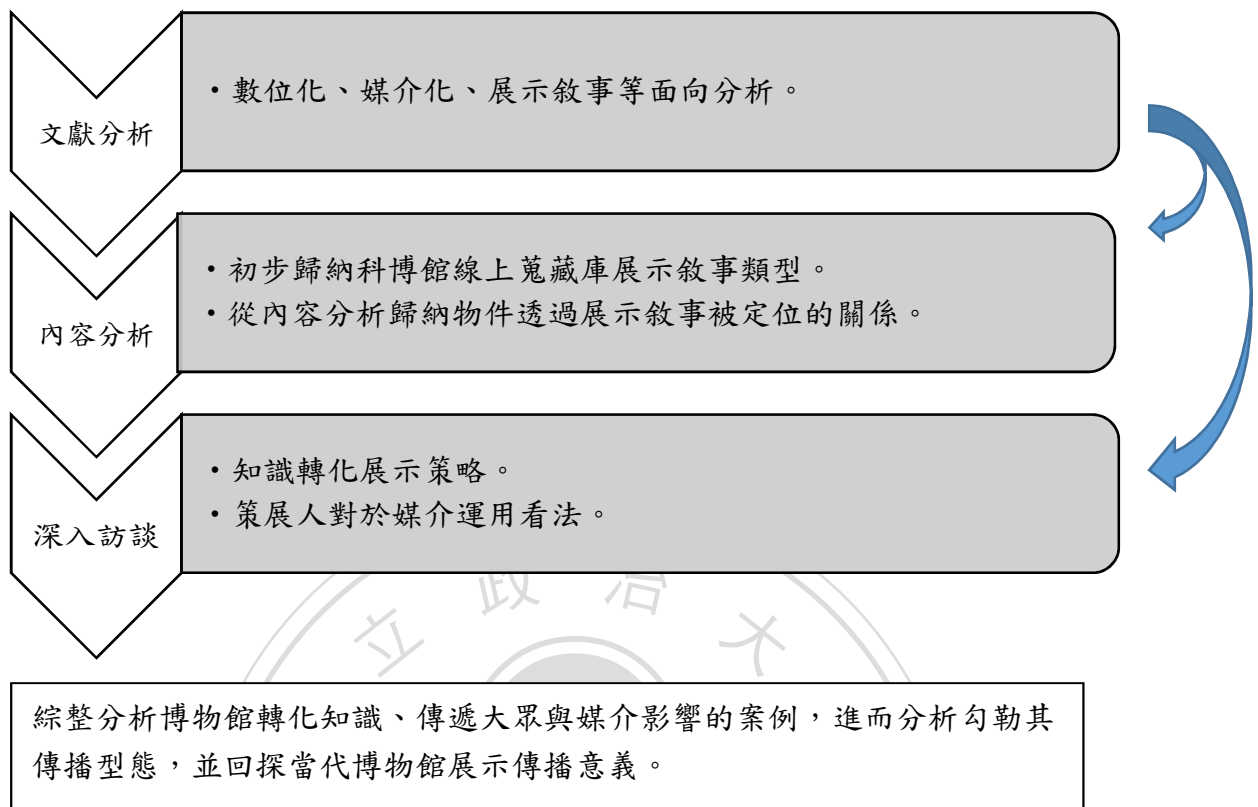 文獻分析
・數位化、媒介化、展示敘事等面向分析。
內容分析
・初步歸納科博館線上蒐藏庫展示敘事類型。
・從內容分析歸納物件透過展示敘事被定位的關係。
深入訪談
・知識轉化展示策略。
・策展人對於媒介運用看法。
立政治大
綜整分析博物館轉化知識、傳遞大眾與媒介影響的案例，進而分析勾勒其
傳播型態，並回探當代博物館展示傳播意義。